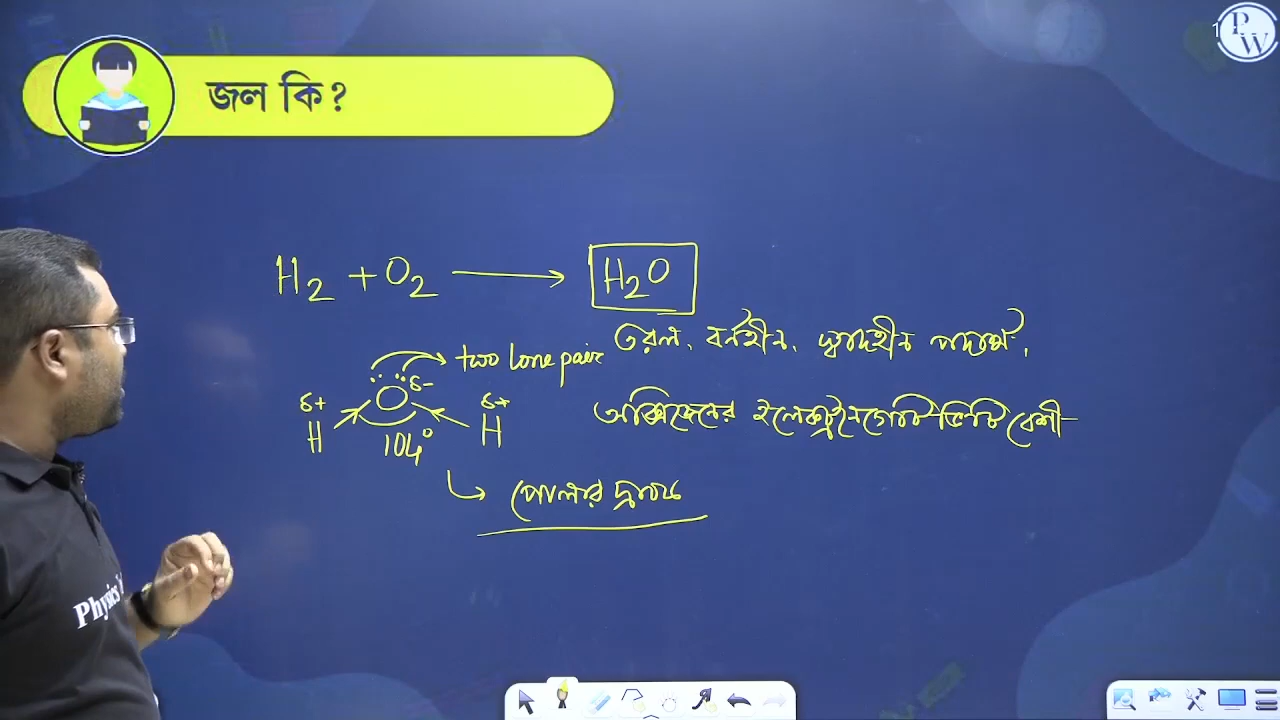 জল কি?
PW
H₂ + O₂ ⟶ H₂O
তরল, বর্ণহীন, স্বাদহীন পদার্থ,
two lone pair
δ-
δ+ O δ+
H H
104°
অক্সিজেনের ইলেকট্রনেগেটিভিটি বেশী
পোলার দ্রাবক
Physics